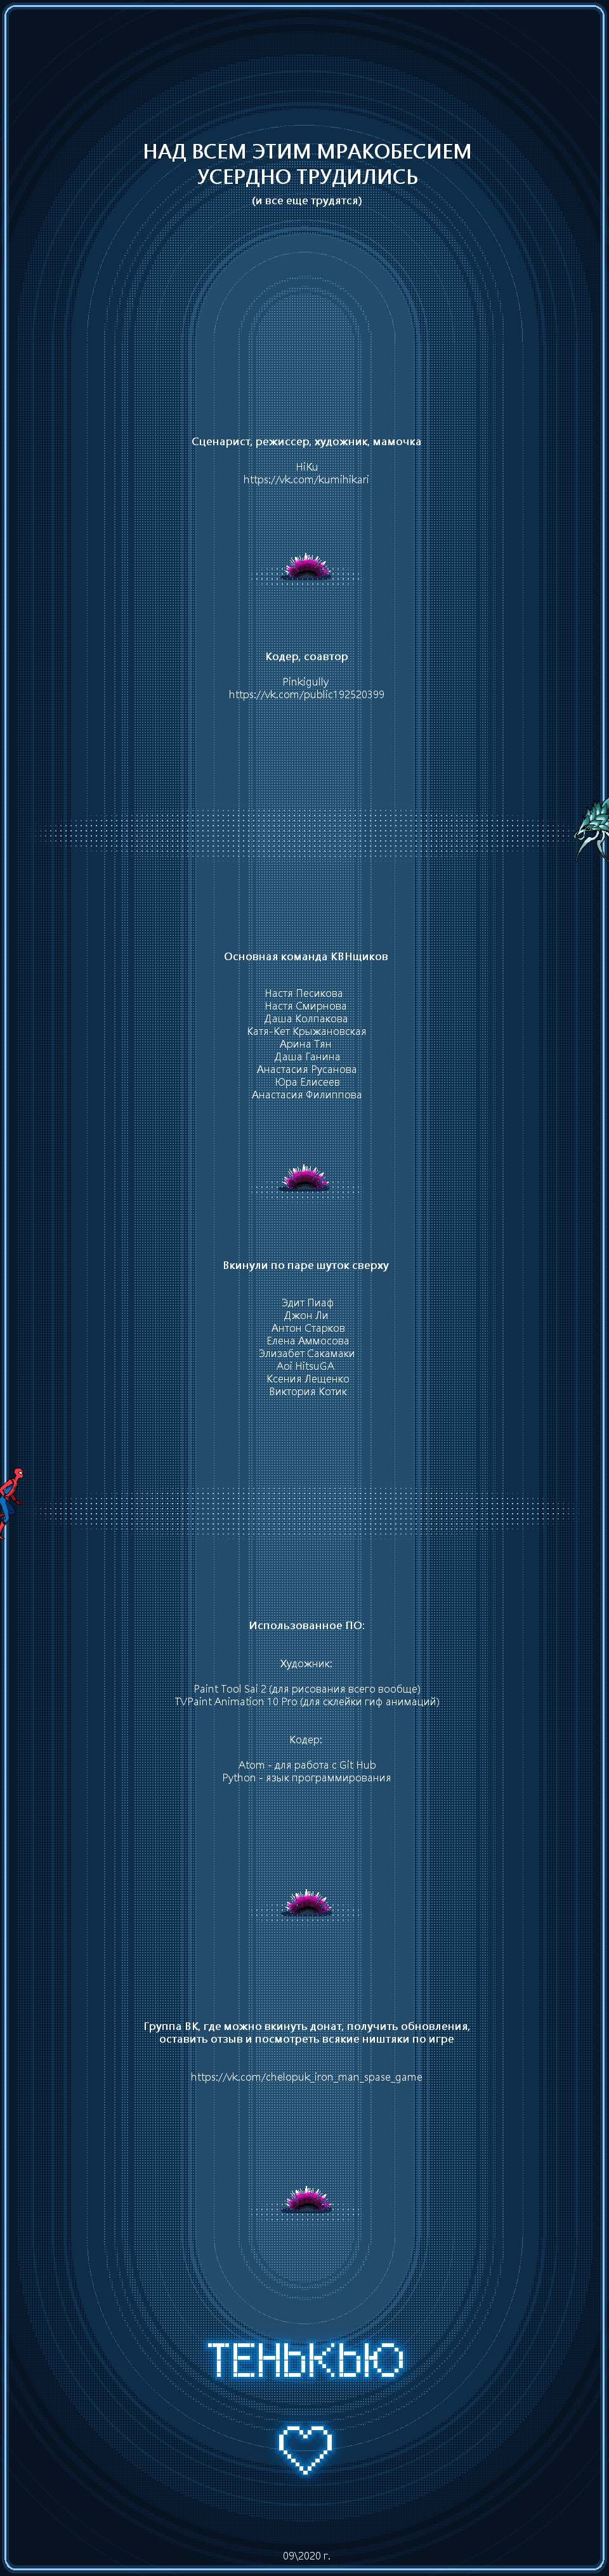 НАД ВСЕМ ЭТИМ МРАКОБЕСИЕМ
УСЕРДНО ТРУДИЛИСЬ
(и все еще трудятся)
Сценарист, режиссер, художник, мамочка
HiKu
https://vk.com/kumihikari
Кодер, соавтор
Pinkigully
https://vk.com/public192520399
Основная команда КВНщиков
Настя Песикова
Настя Смирнова
Даша Колпакова
Катя-Кет Крыжановская
Арина Тян
Даша Ганина
Анастасия Русанова
Юра Елисеев
Анастасия Филиппова
Вкинули по паре шуток сверху
Эдит Пиаф
Джон Ли
Антон Старков
Елена Аммосова
Элизабет Сакамаки
Aoi HitsuGA
Ксения Лещенко
Виктория Котик
Использованное ПО:
Художник:
Paint Tool Sai 2 (для рисования всего вообще)
TVPaint Animation 10 Pro (для склейки гиф анимаций)
Кодер:
Atom - для работа с Git Hub
Python - язык программирования
Группа ВК, где можно вкинуть донат, получить обновления,
оставить отзыв и посмотреть всякие ништяки по игре
https://vk.com/chelopuk_iron_man_spase_game
ТЕНЬКЬЮ
09\2020 г.